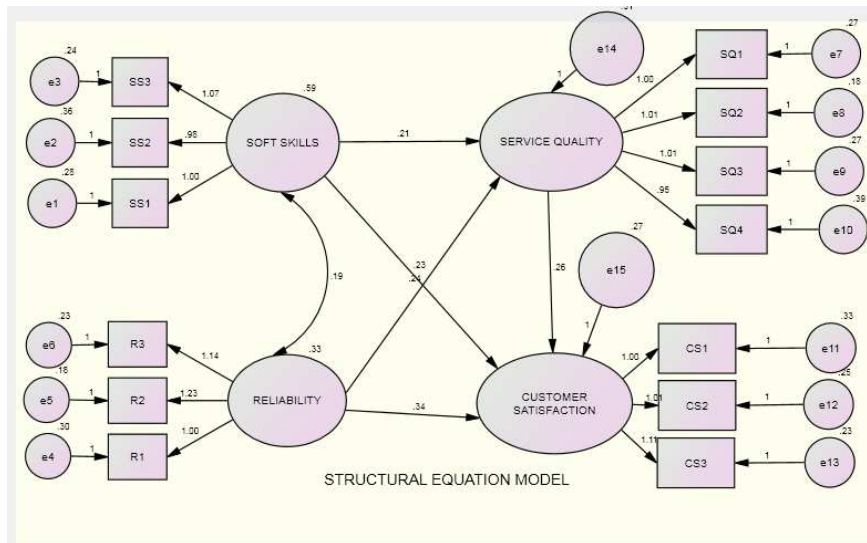 .24
e3
1
SS3
1.07
.36
e2
1
SS2
.98
.28
e1
1
SS1
1.00
.59
SOFT SKILLS
.21
e14
1
SERVICE QUALITY
1.00
SQ1
1
e7
.27
1.01
SQ2
1
e8
.18
1.01
SQ3
1
e9
.27
.95
SQ4
1
e10
.39
.19
.23
.26
.27
e15
1
.23
e6
1
R3
1.14
.18
e5
1
R2
1.23
.30
e4
1
R1
1.00
.33
RELIABILITY
.34
CUSTOMER
SATISFACTION
1.00
CS1
1
e11
.33
1.01
CS2
1
e12
.25
1.11
CS3
1
e13
.23
STRUCTURAL EQUATION MODEL